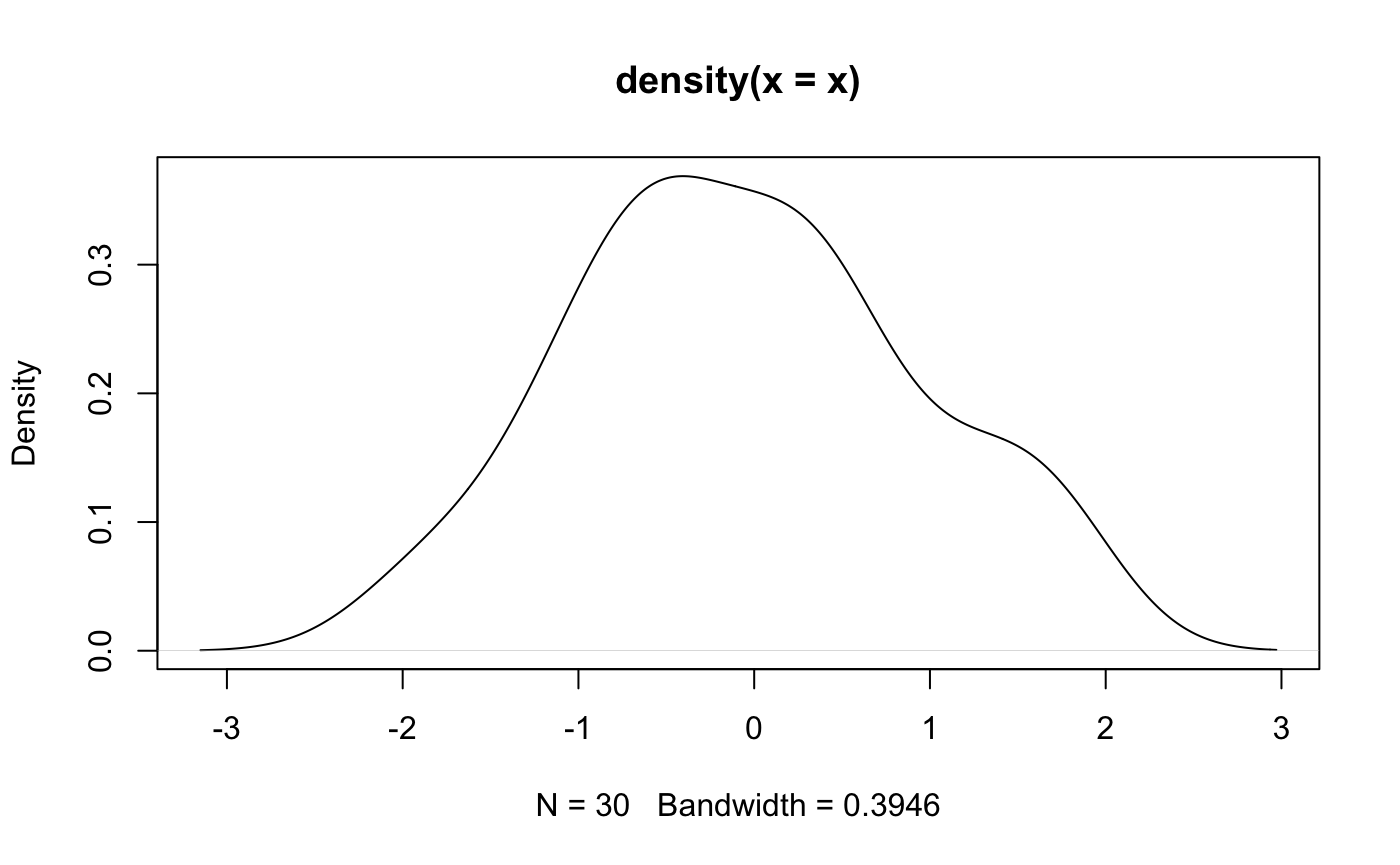 density(x = x)
Density
0.3
0.2
0.1
0.0
-3 -2 -1 0 1 2 3
N = 30   Bandwidth = 0.3946